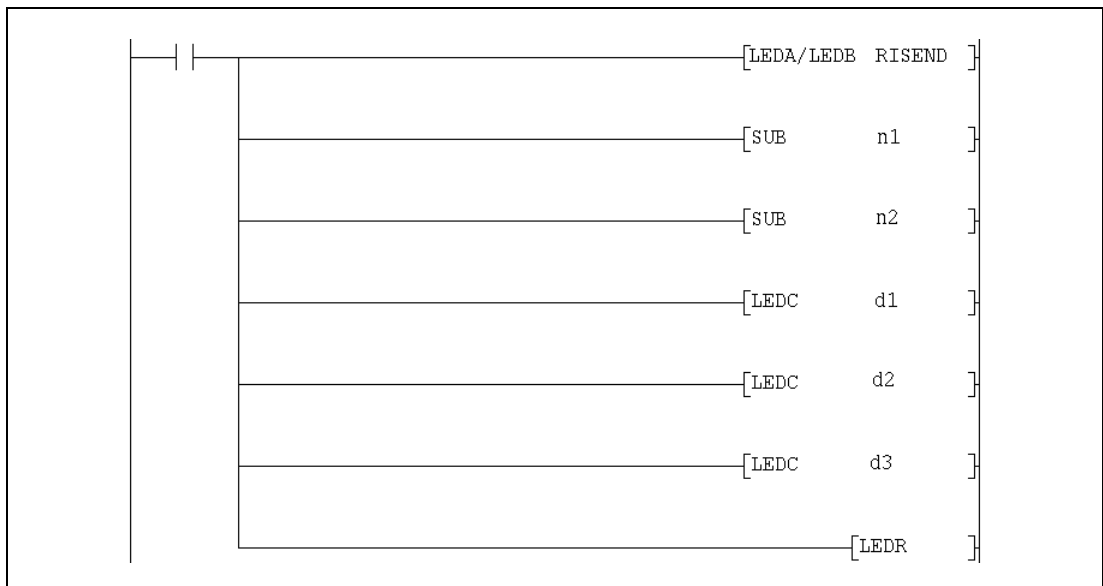 [LEDA/LEDB RISEND ]
[SUB n1 ]
[SUB n2 ]
[LEDC d1 ]
[LEDC d2 ]
[LEDC d3 ]
[LEDR ]